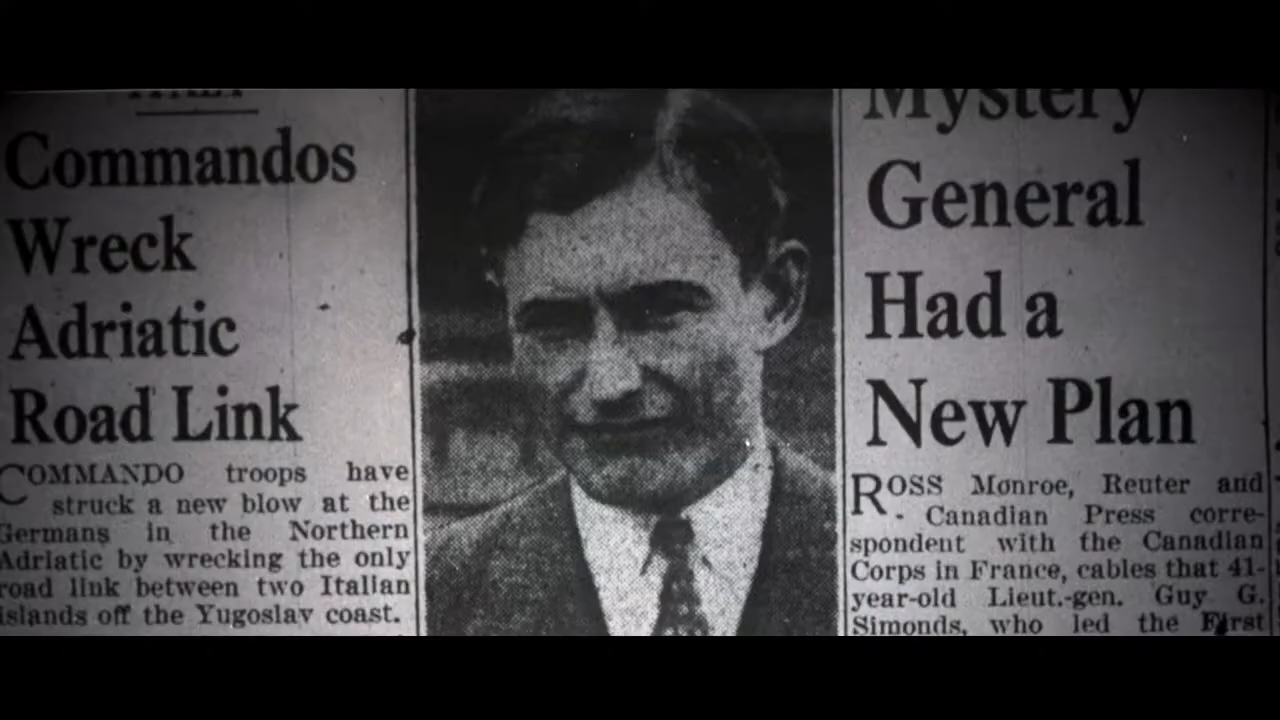 Commandos
Wreck
Adriatic
Road Link
COMMANDO troops have
struck a new blow at the
Germans in the Northern
Adriatic by wrecking the only
road link between two Italian
islands off the Yugoslav coast.
Mystery
General
Had a
New Plan
ROSS Monroe, Reuter and
Canadian Press corre-
spondent with the Canadian
Corps in France, cables that 41-
year-old Lieut.-gen. Guy G.
Simonds, who led the First